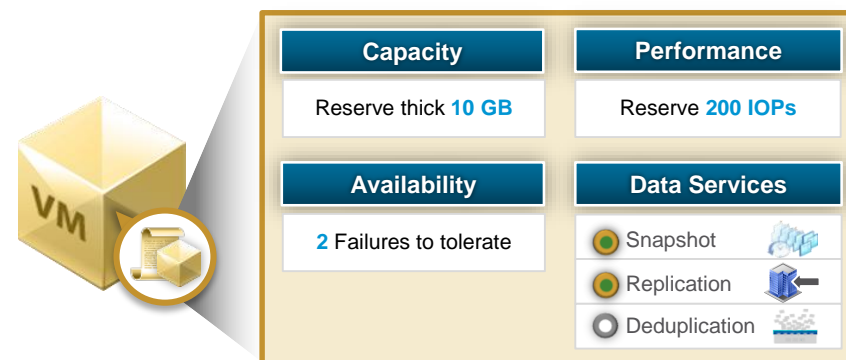 VM
Capacity
Reserve thick 10 GB
Performance
Reserve 200 IOPs
Availability
2 Failures to tolerate
Data Services
Snapshot
Replication
Deduplication